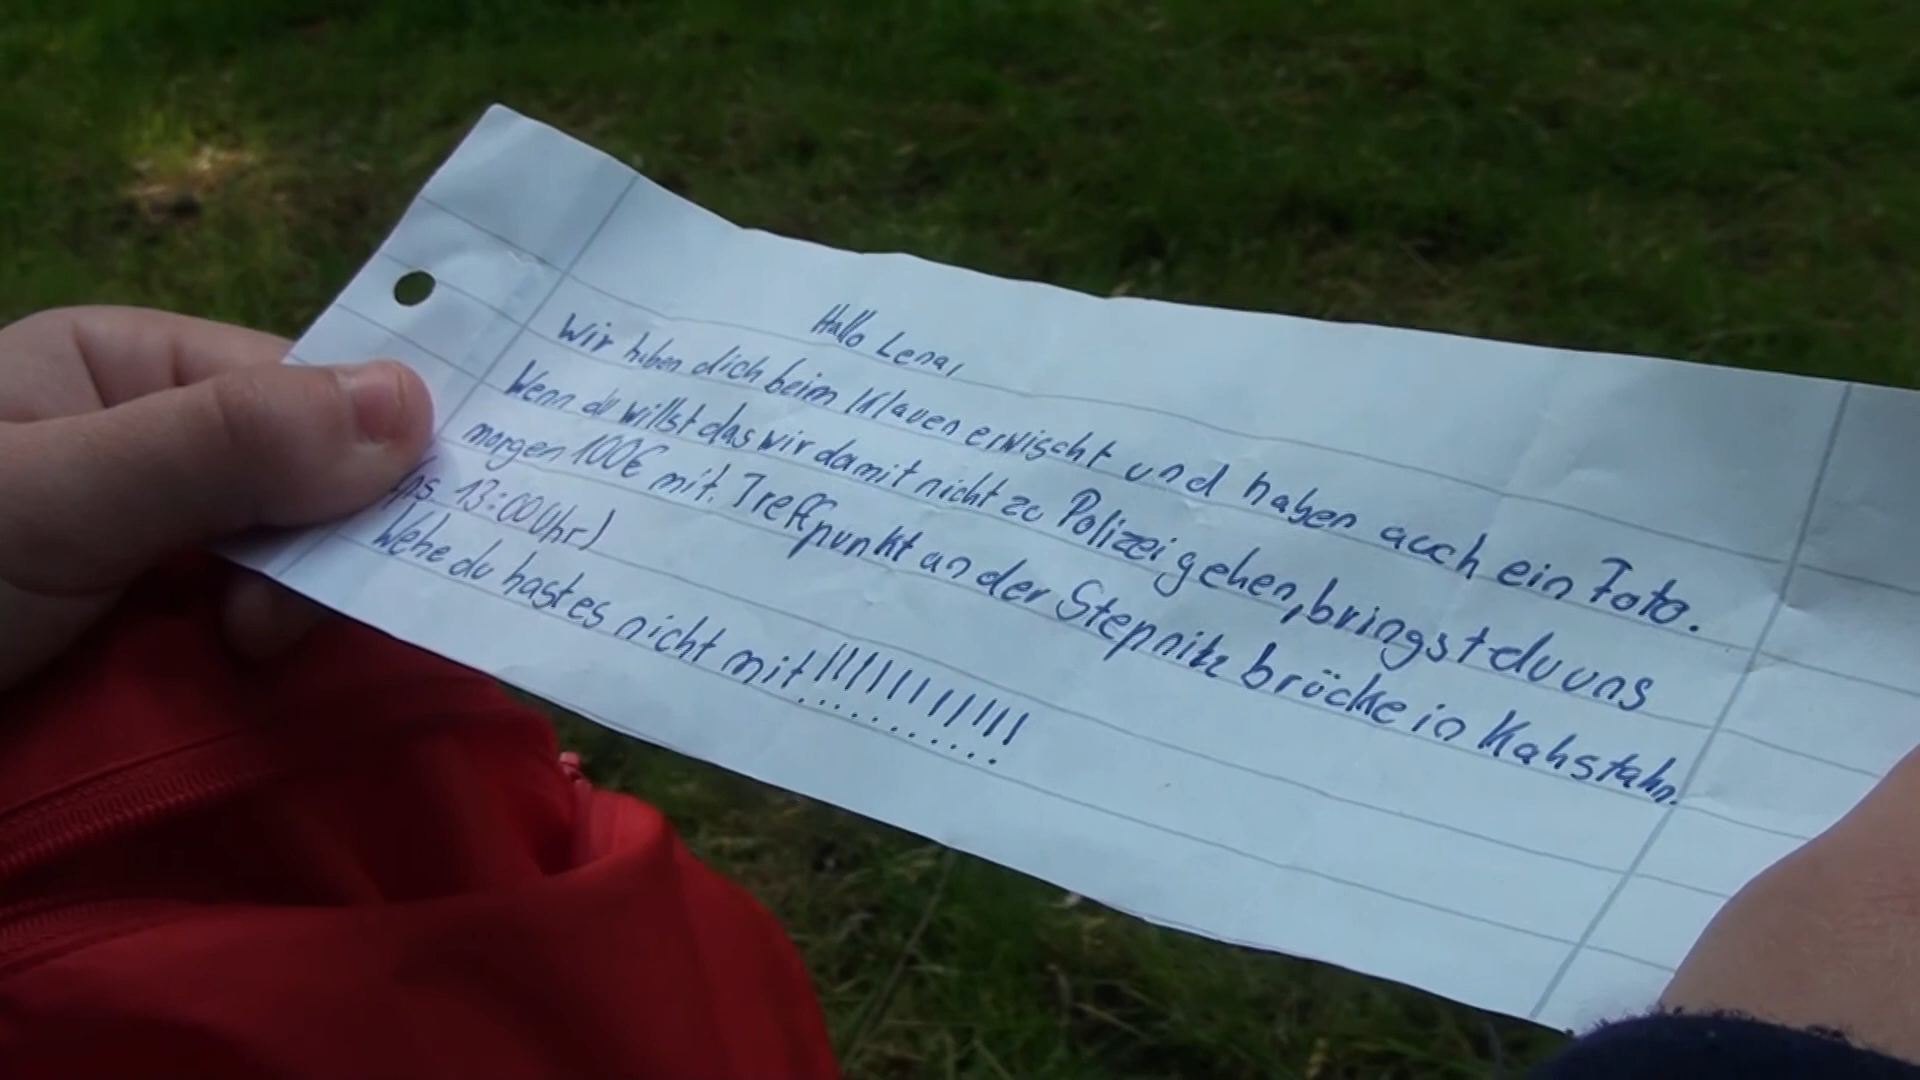 Hallo Lena,
Wir haben dich beim Klauen erwischt und haben auch ein Foto.
Wenn du willst das wir damit nicht zu Polizei gehen, bringst du uns
morgen 100€ mit. Treffpunkt an der Stepnitz brücke in Kahstahn.
13:00 Uhr)
Wehe du hast es nicht mit!!!!!!!!!!!